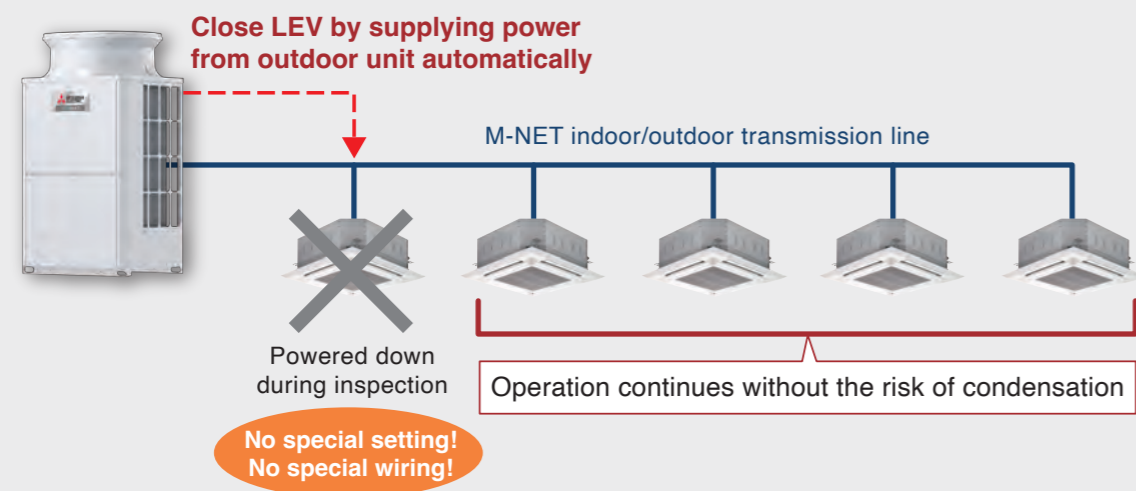 Close LEV by supplying power
from outdoor unit automatically
M-NET indoor/outdoor transmission line
Powered down
during inspection
Operation continues without the risk of condensation
No special setting!
No special wiring!